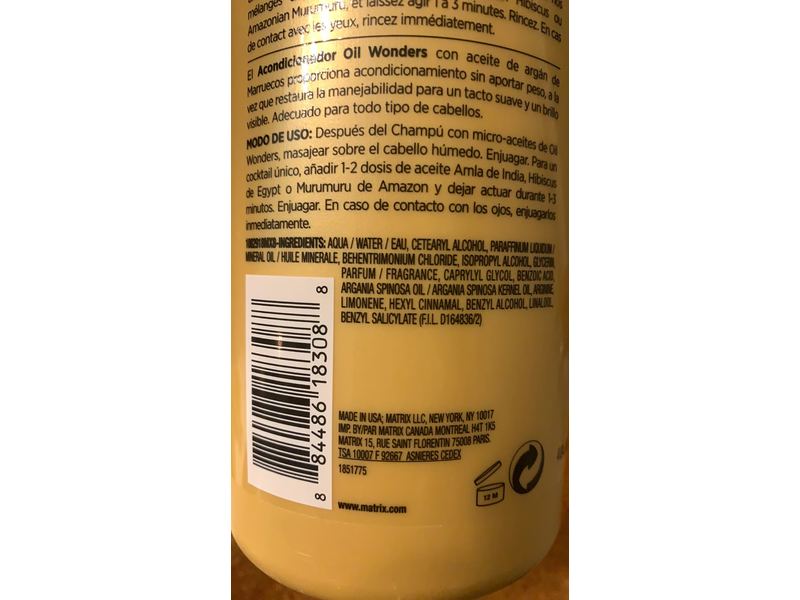 mélanges
Amazonian Murumuru, et laissez agir 1 à 3 minutes. Rincez. En cas
de contact avec les yeux, rincez immédiatement.
Hibiscus ou
El Acondicionador Oil Wonders con aceite de argán de
Marruecos proporciona acondicionamiento sin aportar peso, a la
vez que restaura la manejabilidad para un tacto suave y un brillo
visible. Adecuado para todo tipo de cabellos.
MODO DE USO: Después del Champú con micro-aceites de Oil
Wonders, masajear sobre el cabello húmedo. Enjuagar. Para un
cocktail único, añadir 1-2 dosis de aceite Amla de India, Hibiscus
de Egypt o Murumuru de Amazon y dejar actuar durante 1-3
minutos. Enjuagar. En caso de contacto con los ojos, enjuagarlos
inmediatamente.
INGREDIENTS: AQUA / WATER / EAU, CETEARYL ALCOHOL, PARAFFINUM LIQUIDUM /
MINERAL OIL / HUILE MINERALE, BEHENTRIMONIUM CHLORIDE, ISOPROPYL ALCOHOL, GLYCERIN,
PARFUM / FRAGRANCE, CAPRYLYL GLYCOL, BENZOIC ACID,
ARGANIA SPINOSA OIL / ARGANIA SPINOSA KERNEL OIL, ARGININE,
LIMONENE, HEXYL CINNAMAL, BENZYL ALCOHOL, LINALOOL,
BENZYL SALICYLATE (F.I.L. D164836/2)
8 84486 18308 8
MADE IN USA; MATRIX LLC, NEW YORK, NY 10017
IMP. BY/PAR MATRIX CANADA MONTREAL H4T 1K5
MATRIX 15, RUE SAINT FLORENTIN 75008 PARIS.
TSA 10007 F 92667 ASNIERES CEDEX
1851775
12 M
www.matrix.com